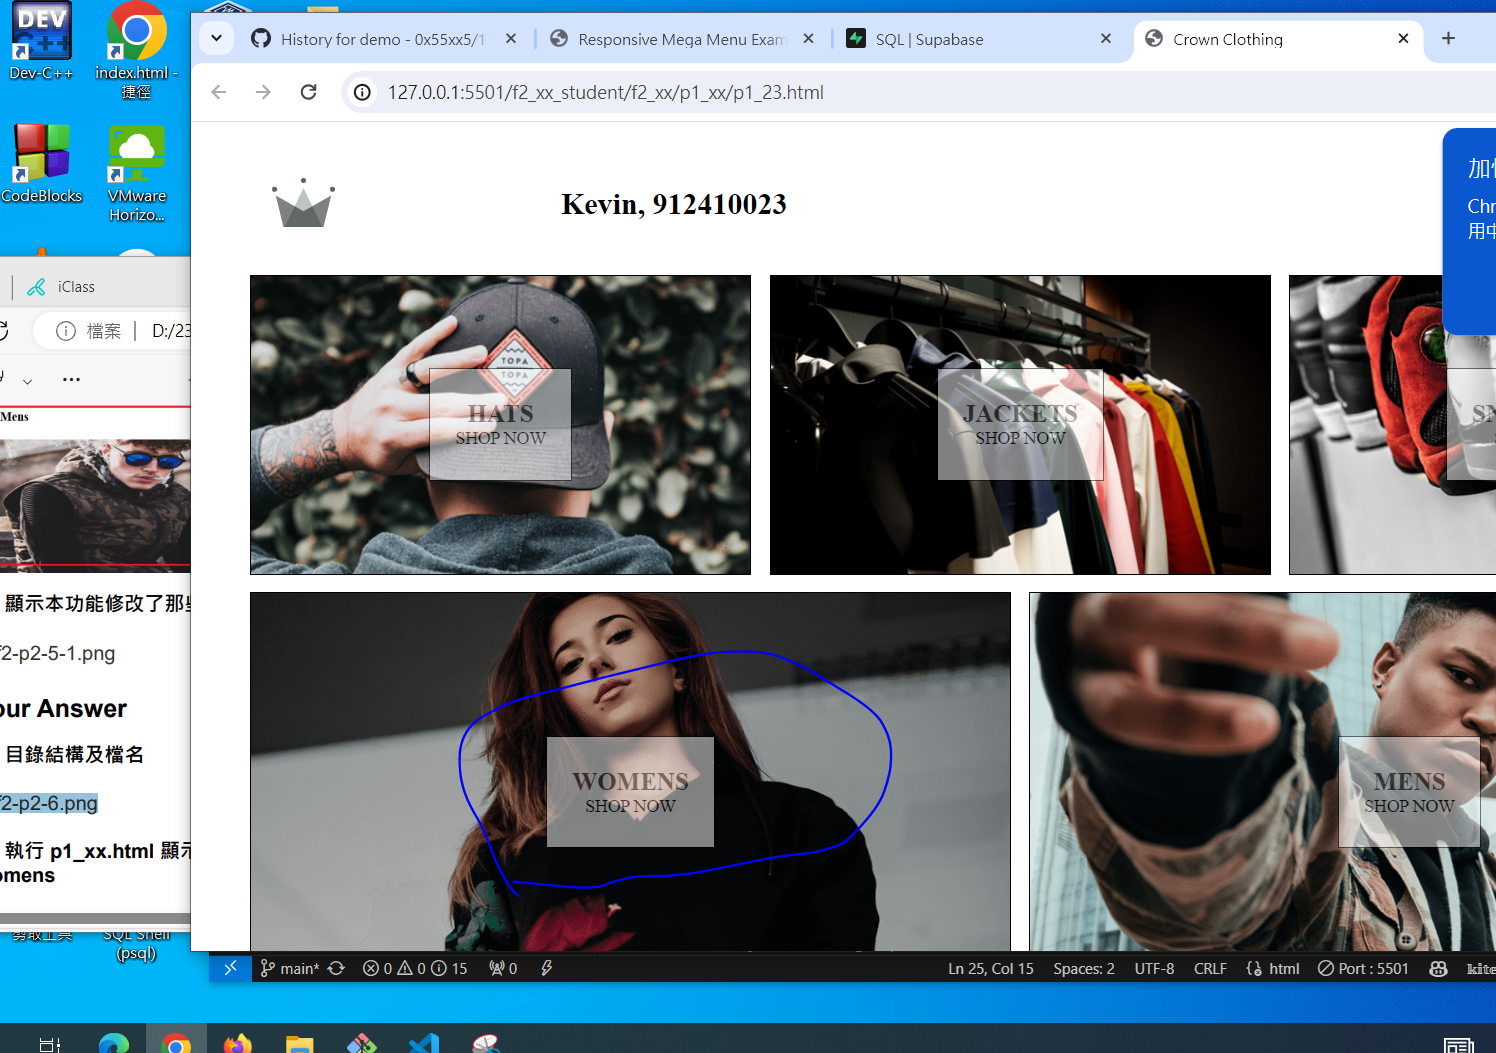 DEV
C++
Dev-C++
index.html -
捷徑
CodeBlocks
VMware
Horizo...
History for demo - 0x55xx5/1
Responsive Mega Menu Exam
SQL | Supabase
Crown Clothing
127.0.0.1:5501/f2_xx_student/f2_xx/p1_xx/p1_23.html
Kevin, 912410023
Chr
用中
iClass
檔案
D:/23
Mens
TOPA
TOPA
HATS
SHOP NOW
JACKETS
SHOP NOW
SN
顯示本功能修改了那些
f2-p2-5-1.png
our Answer
目錄結構及檔名
f2-p2-6.png
執行 p1_xx.html 顯示
omens
WOMENS
SHOP NOW
MENS
SHOP NOW
SQL Shell
(psql)
main*
0
0
15
0
Ln 25, Col 15
Spaces: 2
UTF-8
CRLF
html
Port : 5501
kite